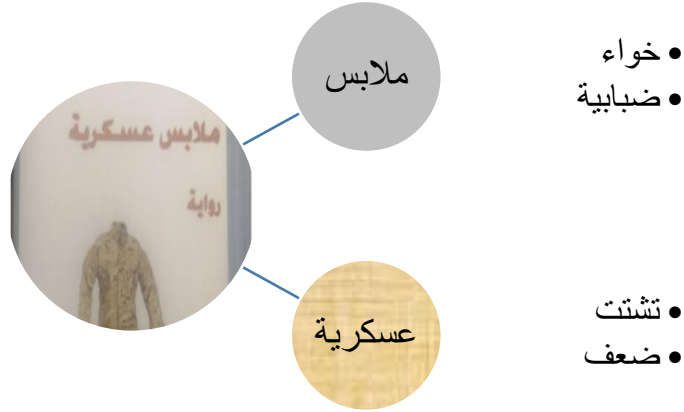 ملابس
• خواء
• ضبابية
ملابس عسكرية
رواية
عسكرية
• تشتت
• ضعف